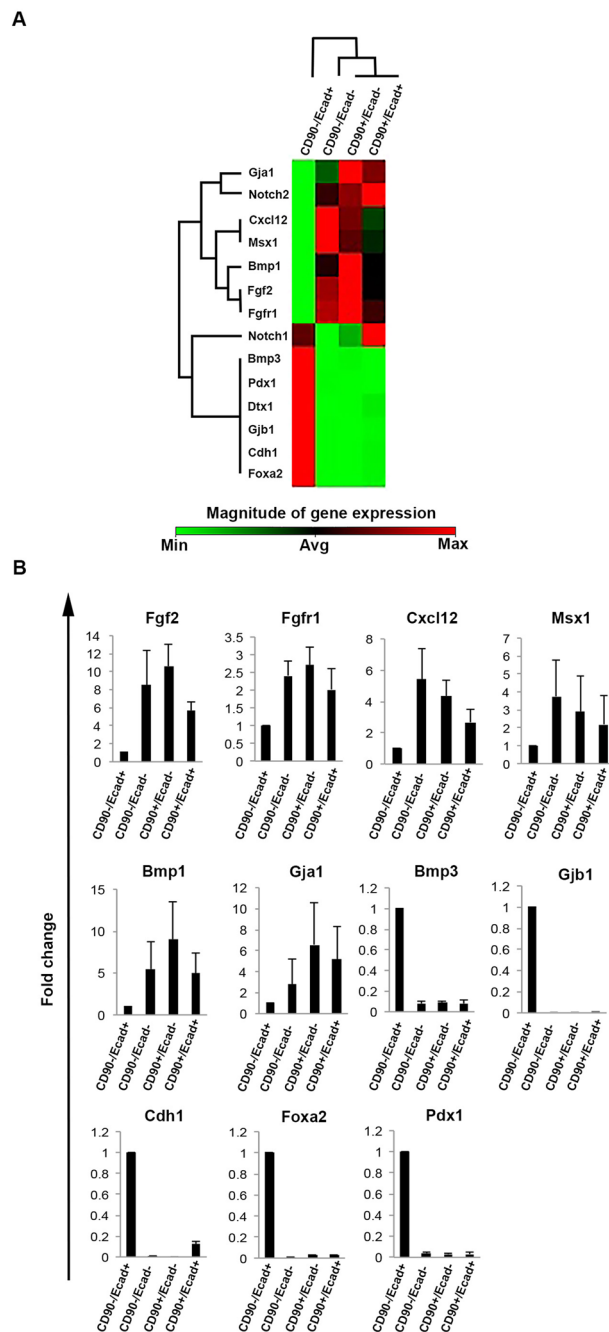 A
CD90-/Ecad+
CD90-/Ecad-
CD90+/Ecad-
CD90+/Ecad+
Gja1
Notch2
Cxcl12
Msx1
Bmp1
Fgf2
Fgfr1
Notch1
Bmp3
Pdx1
Dtx1
Gjb1
Cdh1
Foxa2
Magnitude of gene expression
Min Avg Max
B
Fold change
Fgf2
14
12
10
8
6
4
2
0
CD90-/Ecad+
CD90-/Ecad-
CD90+/Ecad-
CD90+/Ecad+
Fgfr1
3.5
3
2.5
2
1.5
1
0.5
0
CD90-/Ecad+
CD90-/Ecad-
CD90+/Ecad-
CD90+/Ecad+
Cxcl12
8
6
4
2
0
CD90-/Ecad+
CD90-/Ecad-
CD90+/Ecad-
CD90+/Ecad+
Msx1
7
6
5
4
3
2
1
0
CD90-/Ecad+
CD90-/Ecad-
CD90+/Ecad-
CD90+/Ecad+
Bmp1
15
10
5
0
CD90-/Ecad+
CD90-/Ecad-
CD90+/Ecad-
CD90+/Ecad+
Gja1
12
10
8
6
4
2
0
CD90-/Ecad+
CD90-/Ecad-
CD90+/Ecad-
CD90+/Ecad+
Bmp3
1.2
1
0.8
0.6
0.4
0.2
0
CD90-/Ecad+
CD90-/Ecad-
CD90+/Ecad-
CD90+/Ecad+
Gjb1
1.2
1
0.8
0.6
0.4
0.2
0
CD90-/Ecad+
CD90-/Ecad-
CD90+/Ecad-
CD90+/Ecad+
Cdh1
1.2
1
0.8
0.6
0.4
0.2
0
CD90-/Ecad+
CD90-/Ecad-
CD90+/Ecad-
CD90+/Ecad+
Foxa2
1.2
1
0.8
0.6
0.4
0.2
0
CD90-/Ecad+
CD90-/Ecad-
CD90+/Ecad-
CD90+/Ecad+
Pdx1
1.2
1
0.8
0.6
0.4
0.2
0
CD90-/Ecad+
CD90-/Ecad-
CD90+/Ecad-
CD90+/Ecad+